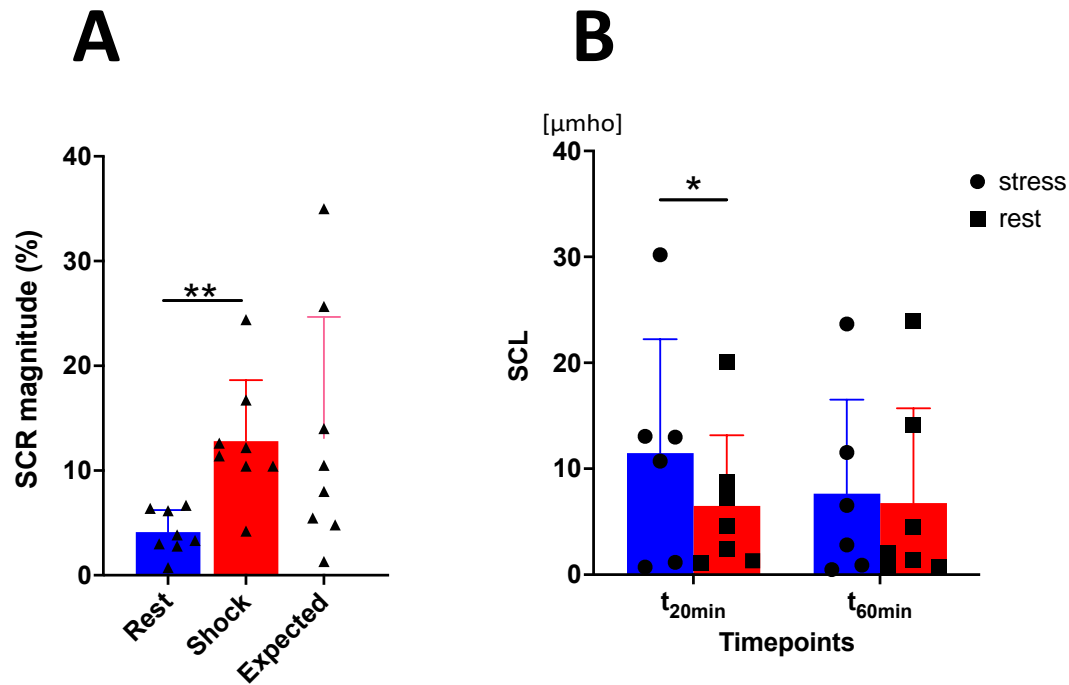 A
SCR magnitude (%)
40
30
20
10
0
**
Rest
Shock
Expected
B
[µmho]
SCL
40
30
20
10
0
*
stress
rest
t20min
t60min
Timepoints